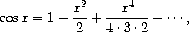 cos r = 1 − r²/2 + r⁴/(4 · 3 · 2) − ⋯ ,